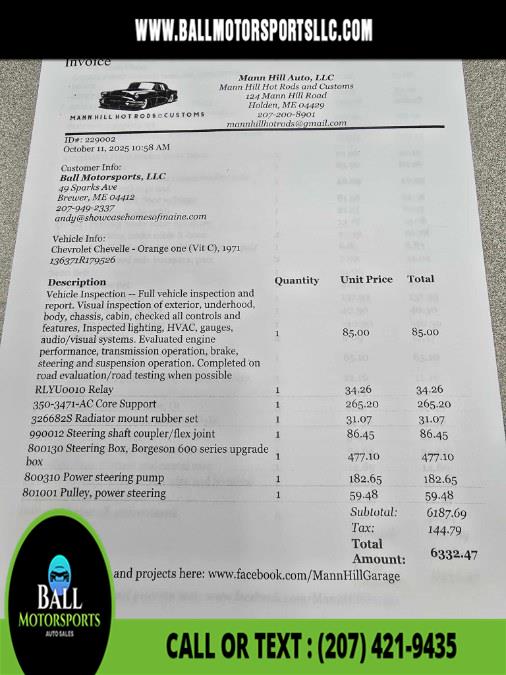 WWW.BALLMOTORSPORTSLLC.COM
Invoice
MANN HILL HOT RODS & CUSTOMS
Mann Hill Auto, LLC
Mann Hill Hot Rods and Customs
124 Mann Hill Road
Holden, ME 04429
207-200-8901
mannhillhotrods@gmail.com
ID#: 229002
October 11, 2025 10:58 AM
Customer Info:
Ball Motorsports, LLC
49 Sparks Ave
Brewer, ME 04412
207-949-2337
andy@showcasehomesofmaine.com
Vehicle Info:
Chevrolet Chevelle - Orange one (Vit C), 1971
136371R179526
Description Quantity Unit Price Total
Vehicle Inspection -- Full vehicle inspection and
report. Visual inspection of exterior, underhood,
body, chassis, cabin, checked all controls and
features, Inspected lighting, HVAC, gauges, 1 85.00 85.00
audio/visual systems. Evaluated engine
performance, transmission operation, brake,
steering and suspension operation. Completed on
road evaluation/road testing when possible
RLYU0010 Relay 1 34.26 34.26
350-3471-AC Core Support 1 265.20 265.20
326682S Radiator mount rubber set 1 31.07 31.07
990012 Steering shaft coupler/flex joint 1 86.45 86.45
800130 Steering Box, Borgeson 600 series upgrade
box 1 477.10 477.10
800310 Power steering pump 1 182.65 182.65
801001 Pulley, power steering 1 59.48 59.48
Subtotal: 6187.69
Tax: 144.79
Total
Amount: 6332.47
and projects here: www.facebook.com/MannHillGarage
BALL
MOTORSPORTS
AUTO SALES
CALL OR TEXT : (207) 421-9435